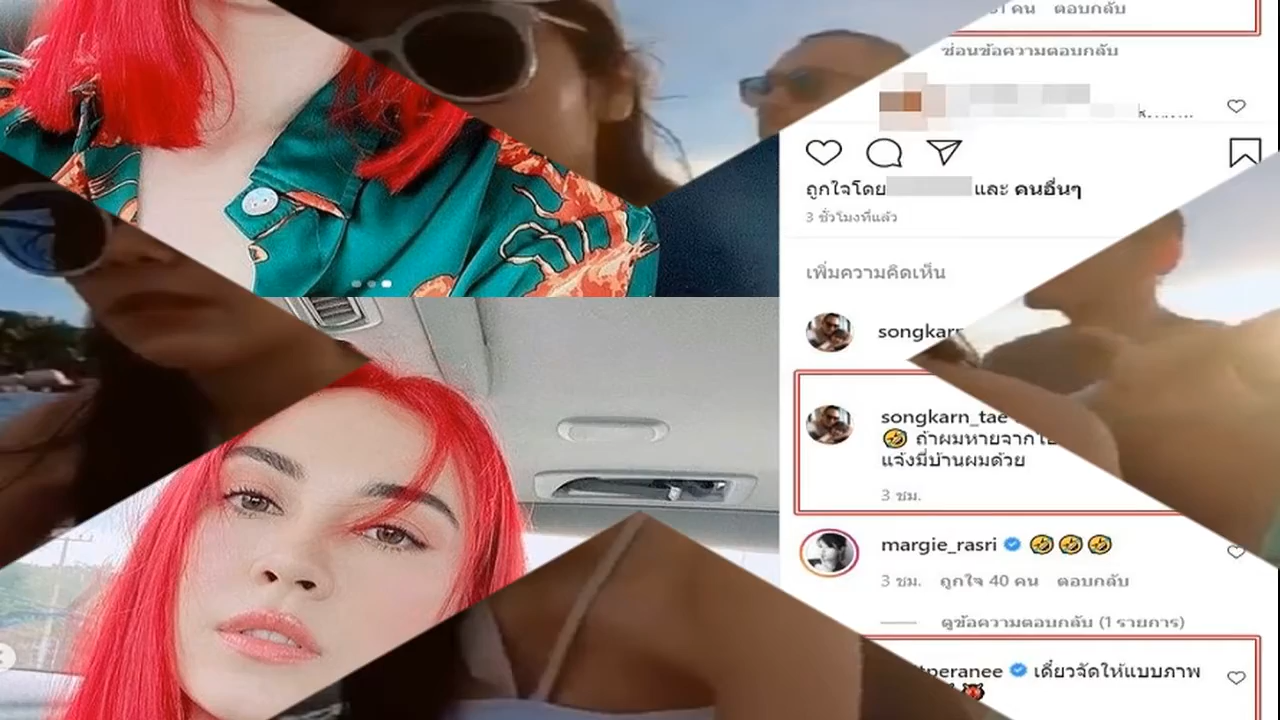 คน ตอบกลับ
ซ่อนข้อความตอบกลับ
ถูกใจโดย และ คนอื่นๆ
3 ชั่วโมงที่แล้ว
เพิ่มความคิดเห็น
songkarn
songkarn_tae
🤣 ถ้าผมหายจาก
แจ้งมี่บ้านผมด้วย
3 ชม.
margie_rasri 🤣🤣🤣
3 ชม. ถูกใจ 40 คน ตอบกลับ
ดูข้อความตอบกลับ (1 รายการ)
peranee เดี่ยวจัดให้แบบภาพ